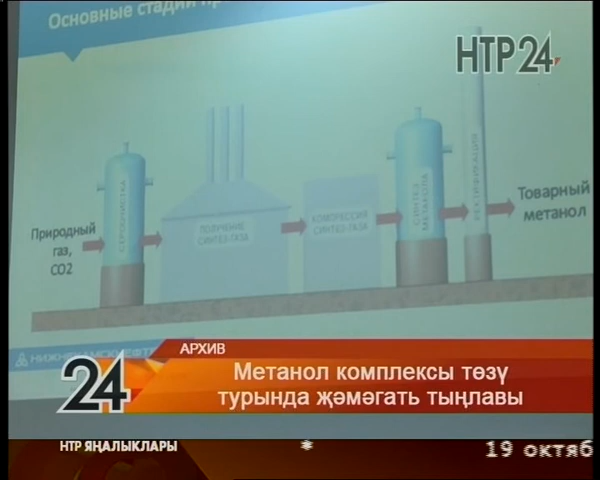 Основные стадии
НТР 24
СЕРООЧИСТКА
ПОЛУЧЕНИЕ
СИНТЕЗ-ГАЗА
КОМПРЕССИЯ
СИНТЕЗ-ГАЗА
СИНТЕЗ
МЕТАНОЛА
РЕКТИФИКАЦИЯ
Природный
газ,
СО2
Товарный
метанол
АРХИВ
24
Метанол комплексы төзү
турында җәмәгать тыңлавы
НТР ЯҢАЛЫКЛАРЫ
*
19 октяб